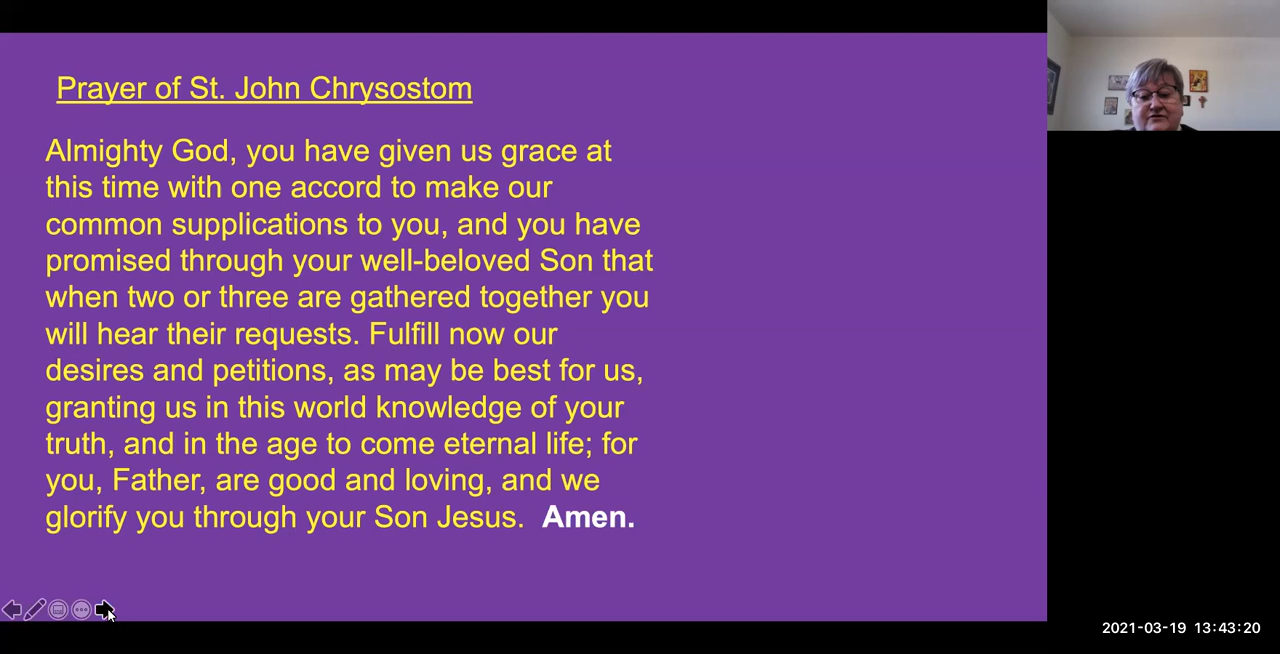 Prayer of St. John Chrysostom
Almighty God, you have given us grace at
this time with one accord to make our
common supplications to you, and you have
promised through your well-beloved Son that
when two or three are gathered together you
will hear their requests. Fulfill now our
desires and petitions, as may be best for us,
granting us in this world knowledge of your
truth, and in the age to come eternal life; for
you, Father, are good and loving, and we
glorify you through your Son Jesus.  Amen.
2021-03-19 13:43:20